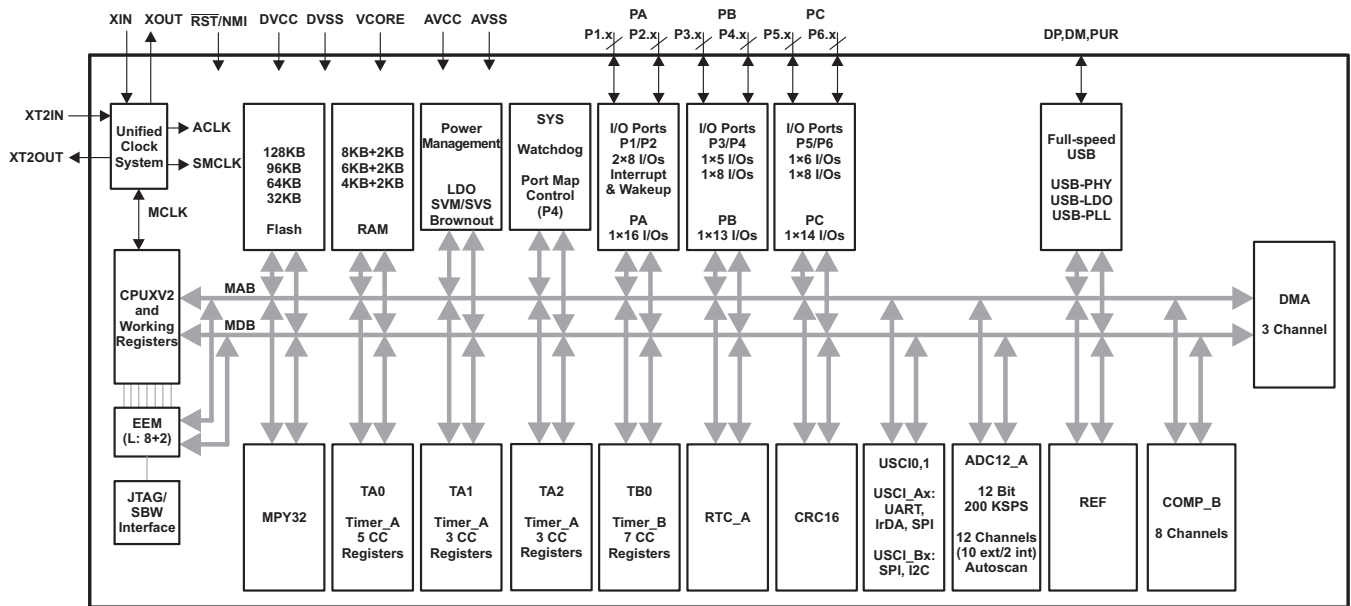 XIN XOUT RST/NMI DVCC DVSS VCORE AVCC AVSS
PA PB PC
P1.x P2.x P3.x P4.x P5.x P6.x
DP,DM,PUR
XT2IN
XT2OUT
Unified
Clock
System
ACLK
SMCLK
MCLK
128KB
96KB
64KB
32KB
Flash
8KB+2KB
6KB+2KB
4KB+2KB
RAM
Power
Management
LDO
SVM/SVS
Brownout
SYS
Watchdog
Port Map
Control
(P4)
I/O Ports
P1/P2
2×8 I/Os
Interrupt
& Wakeup
PA
1×16 I/Os
I/O Ports
P3/P4
1×5 I/Os
1×8 I/Os
PB
1×13 I/Os
I/O Ports
P5/P6
1×6 I/Os
1×8 I/Os
PC
1×14 I/Os
Full-speed
USB
USB-PHY
USB-LDO
USB-PLL
CPUXV2
and
Working
Registers
MAB
MDB
DMA
3 Channel
EEM
(L: 8+2)
JTAG/
SBW
Interface
MPY32
TA0
Timer_A
5 CC
Registers
TA1
Timer_A
3 CC
Registers
TA2
Timer_A
3 CC
Registers
TB0
Timer_B
7 CC
Registers
RTC_A
CRC16
USCI0,1
USCI_Ax:
UART,
IrDA, SPI
USCI_Bx:
SPI, I2C
ADC12_A
12 Bit
200 KSPS
12 Channels
(10 ext/2 int)
Autoscan
REF
COMP_B
8 Channels